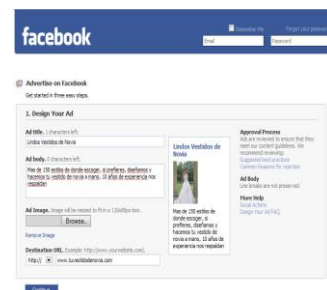 facebook
Remember Me
Forgot your password
Email
Password
Advertise on Facebook
Get started in three easy steps.
1. Design Your Ad
Ad title. 3 characters left.
Lindos Vestidos de Novia
Ad body. 0 characters left.
Mas de 150 estilos de donde escoger, si prefieres, diseñamos y
hacemos tu vestido de novia a mano, 10 años de experiencia nos
respaldan
Ad Image. Image will be resized to fit in a 110x80px box.
Browse..
Remove Image
Destination URL. Example: http://www.yourwebsite.com/
http:// www.tuvestidodenovia.com
Continue
Lindos Vestidos de
Novia
Mas de 150 estilos de
donde escoger, si
prefieres, diseñamos y
hacemos tu vestido de
novia a mano, 10 años de
experiencia nos
respaldan
Approval Process
Ads are reviewed to ensure that they
meet our content guidelines. We
recommend reviewing:
Suggested best practices
Common Reasons for rejection
Ad Body
Line breaks are not preserved.
More Help
Social Actions
Design Your Ad FAQ